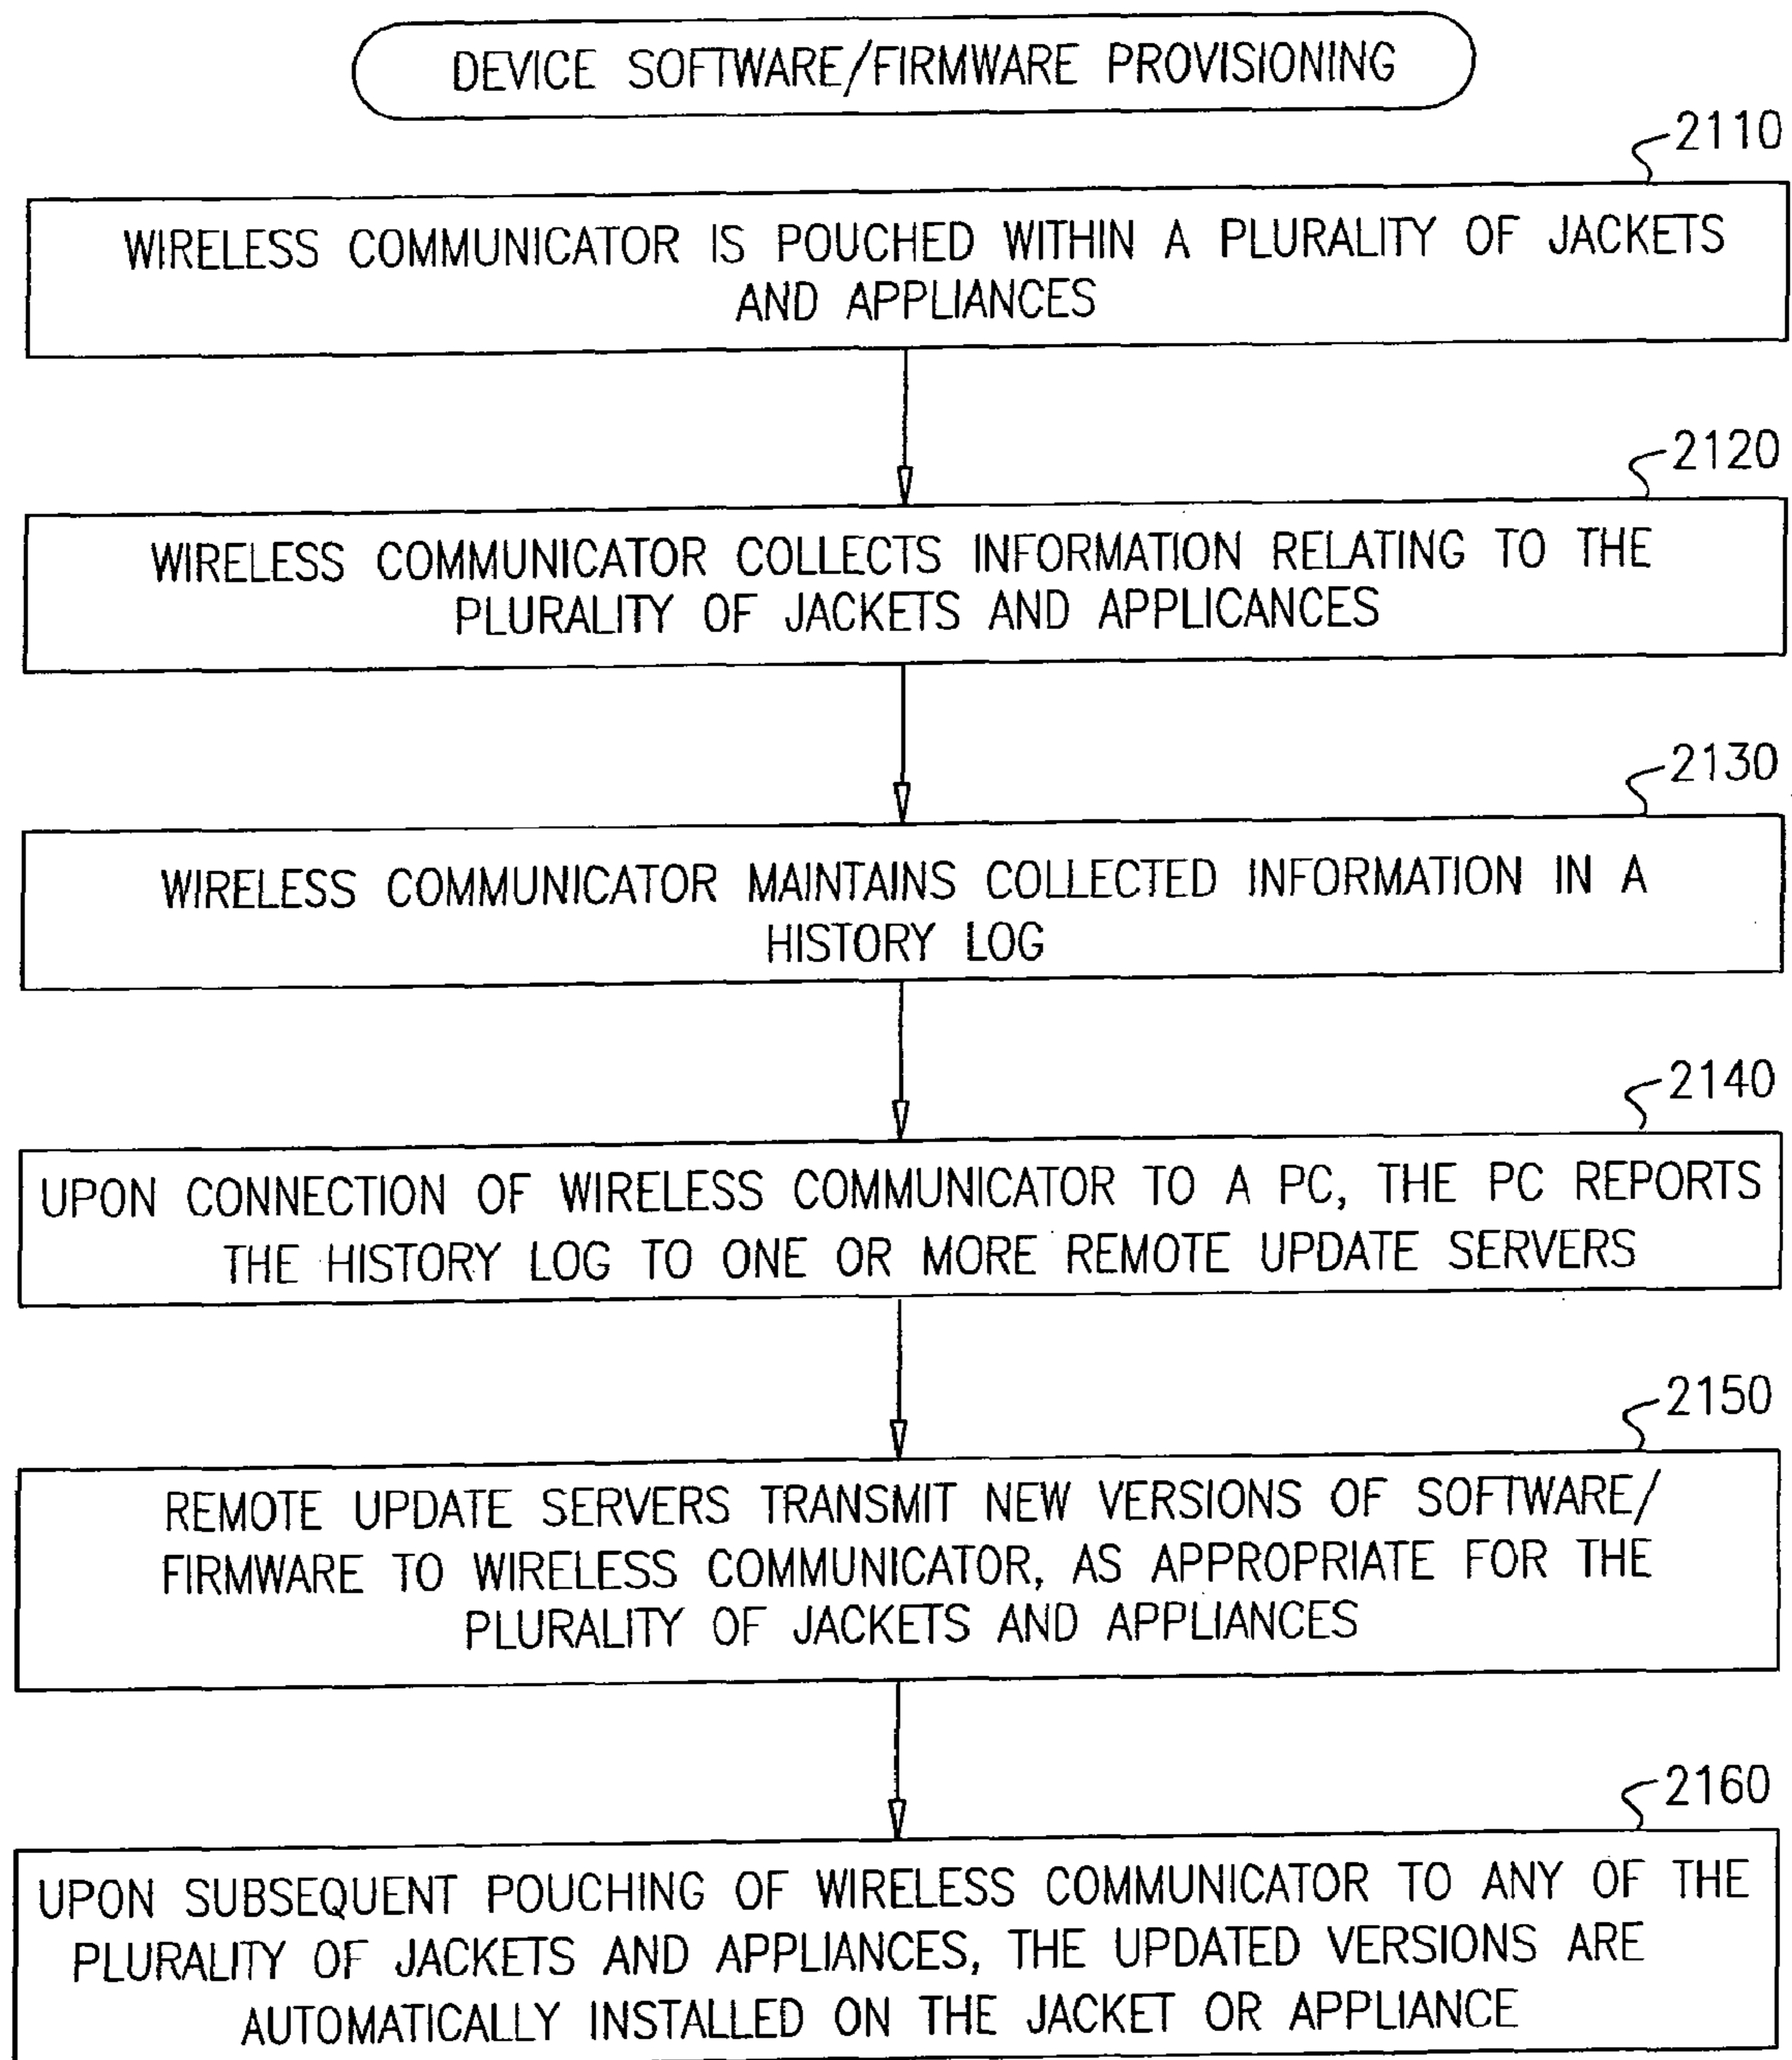 DEVICE SOFTWARE/FIRMWARE PROVISIONING
2110
WIRELESS COMMUNICATOR IS POUCHED WITHIN A PLURALITY OF JACKETS
AND APPLIANCES
2120
WIRELESS COMMUNICATOR COLLECTS INFORMATION RELATING TO THE
PLURALITY OF JACKETS AND APPLICANCES
2130
WIRELESS COMMUNICATOR MAINTAINS COLLECTED INFORMATION IN A
HISTORY LOG
2140
UPON CONNECTION OF WIRELESS COMMUNICATOR TO A PC, THE PC REPORTS
THE HISTORY LOG TO ONE OR MORE REMOTE UPDATE SERVERS
2150
REMOTE UPDATE SERVERS TRANSMIT NEW VERSIONS OF SOFTWARE/
FIRMWARE TO WIRELESS COMMUNICATOR, AS APPROPRIATE FOR THE
PLURALITY OF JACKETS AND APPLIANCES
2160
UPON SUBSEQUENT POUCHING OF WIRELESS COMMUNICATOR TO ANY OF THE
PLURALITY OF JACKETS AND APPLIANCES, THE UPDATED VERSIONS ARE
AUTOMATICALLY INSTALLED ON THE JACKET OR APPLIANCE